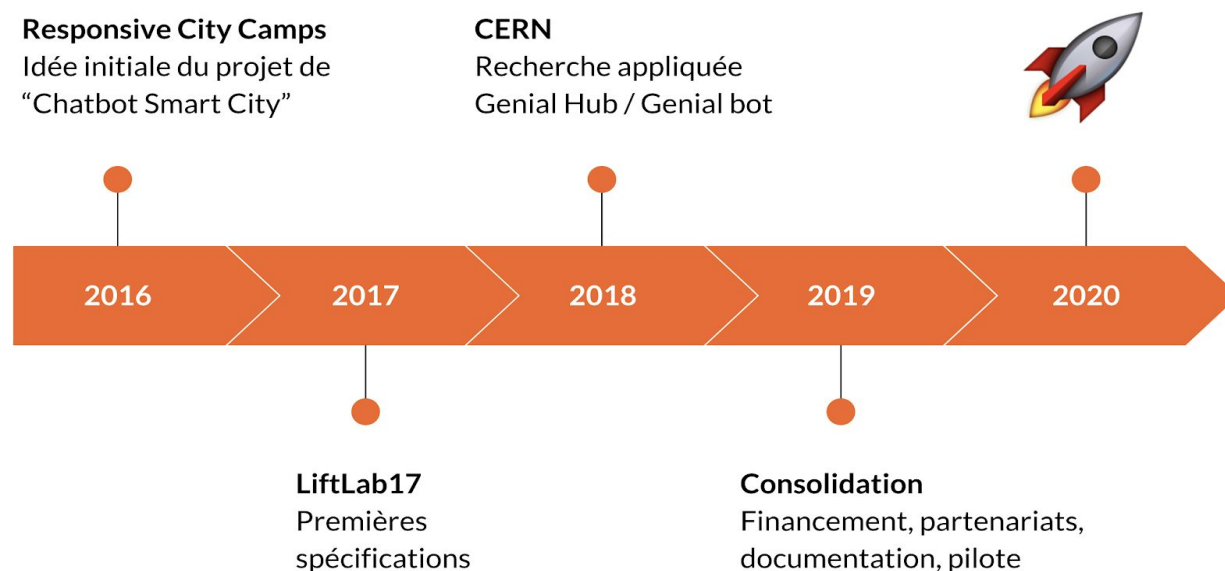 Responsive City Camps
Idée initiale du projet de
“Chatbot Smart City”
CERN
Recherche appliquée
Genial Hub / Genial bot
2016
2017
2018
2019
2020
LiftLab17
Premières
spécifications
Consolidation
Financement, partenariats,
documentation, pilote